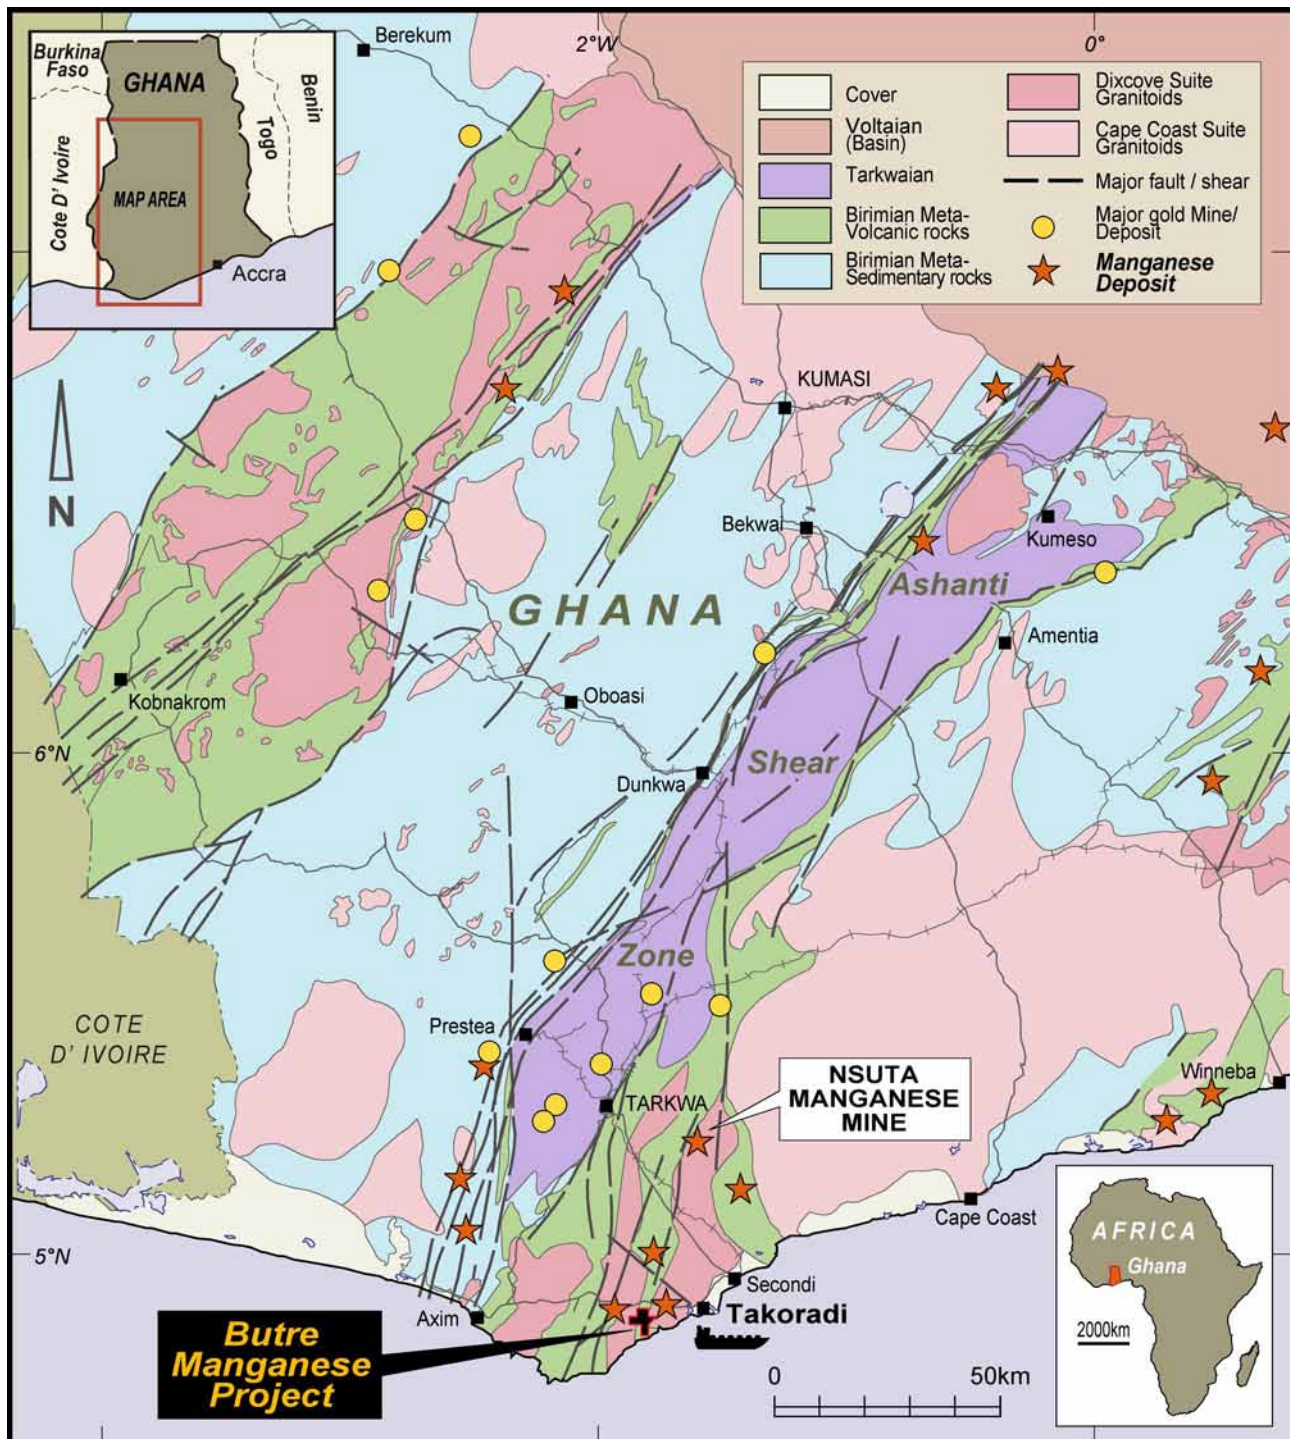 Burkina
Faso
GHANA
Benin
Togo
Cote D' Ivoire
MAP AREA
Accra
Berekum
2°W
0°
Cover
Voltaian
(Basin)
Tarkwaian
Birimian Meta-
Volcanic rocks
Birimian Meta-
Sedimentary rocks
Dixcove Suite
Granitoids
Cape Coast Suite
Granitoids
Major fault / shear
Major gold Mine/
Deposit
Manganese
Deposit
N
KUMASI
Bekwai
Kumeso
Ashanti
GHANA
Amentia
Kobnakrom
Oboasi
6°N
Shear
Dunkwa
Zone
COTE
D' IVOIRE
Prestea
NSUTA
MANGANESE
MINE
Winneba
TARKWA
Cape Coast
5°N
Secondi
Axim
Takoradi
Butre
Manganese
Project
0
50km
AFRICA
Ghana
2000km